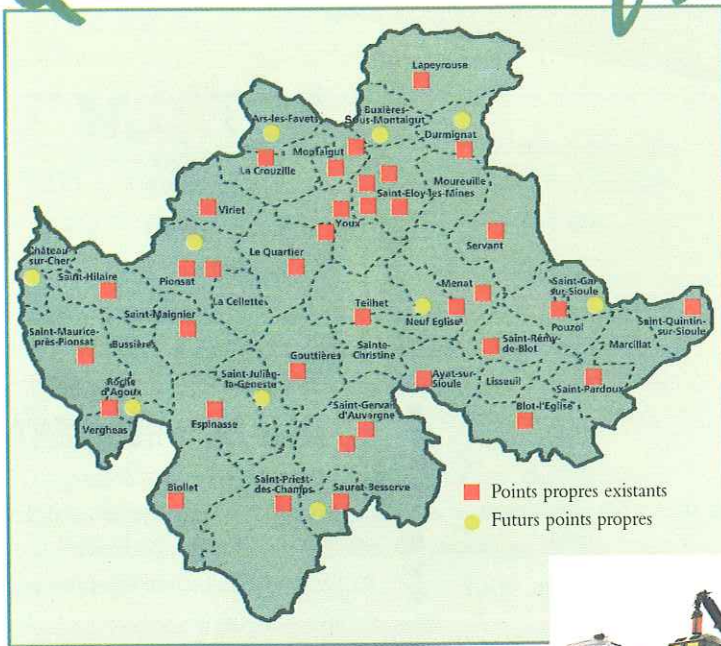 Lapeyrouse
Ars-les-Favets
Buxières-
Sous-Montaigut
Durmignat
Montaigut
La Crouzille
Moureuille
Saint-Eloy-les-Mines
Virlet
Youx
Servant
Château
sur-Cher
Saint-Hilaire
Pionsat
Le Quartier
La Cellette
Menat
Saint-Gal
sur-Sioule
Teilhet
Neuf Eglise
Pouzol
Saint-Quintin-
sur-Sioule
Saint-Maurice-
près-Pionsat
Bussière
Saint-Maignier
Sainte-
Christine
Saint-Rémy-
de-Blot
Marcillat
Gouttières
Roche
d'Agoux
Saint-Julien-
la-Geneste
Ayat-sur-
Sioule
Lisseuil
Saint-Pardoux
Vergheas
Espinasse
Saint-Gervais
d'Auvergne
Blot-l'Eglise
Biollet
Saint-Priest-
des-Champs
Sauret-Besserve
Points propres existants
Futurs points propres